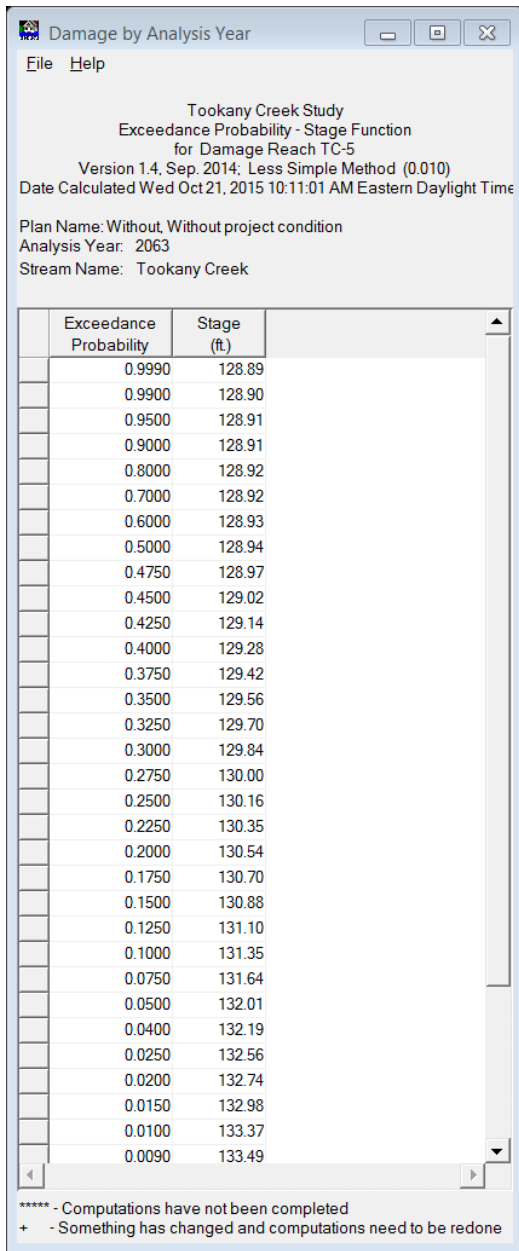 Damage by Analysis Year
File Help
Tookany Creek Study
Exceedance Probability - Stage Function
for Damage Reach TC-5
Version 1.4, Sep. 2014; Less Simple Method (0.010)
Date Calculated Wed Oct 21, 2015 10:11:01 AM Eastern Daylight Time
Plan Name: Without, Without project condition
Analysis Year: 2063
Stream Name: Tookany Creek
Exceedance Stage
Probability (ft.)
0.9990 128.89
0.9900 128.90
0.9500 128.91
0.9000 128.91
0.8000 128.92
0.7000 128.92
0.6000 128.93
0.5000 128.94
0.4750 128.97
0.4500 129.02
0.4250 129.14
0.4000 129.28
0.3750 129.42
0.3500 129.56
0.3250 129.70
0.3000 129.84
0.2750 130.00
0.2500 130.16
0.2250 130.35
0.2000 130.54
0.1750 130.70
0.1500 130.88
0.1250 131.10
0.1000 131.35
0.0750 131.64
0.0500 132.01
0.0400 132.19
0.0250 132.56
0.0200 132.74
0.0150 132.98
0.0100 133.37
0.0090 133.49
***** - Computations have not been completed
+ - Something has changed and computations need to be redone